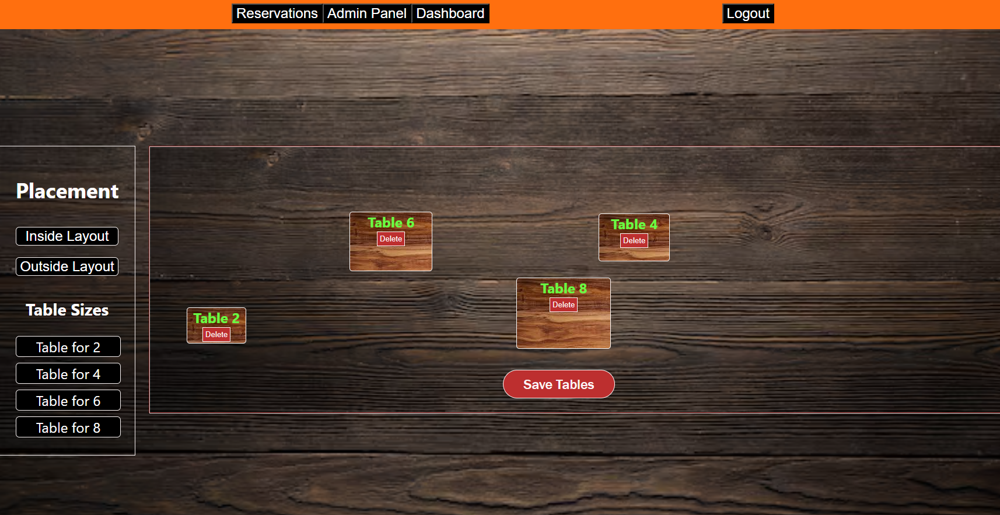 Reservations Admin Panel Dashboard Logout
Placement
Inside Layout
Outside Layout
Table Sizes
Table for 2
Table for 4
Table for 6
Table for 8
Table 6
Delete
Table 4
Delete
Table 8
Delete
Table 2
Delete
Save Tables